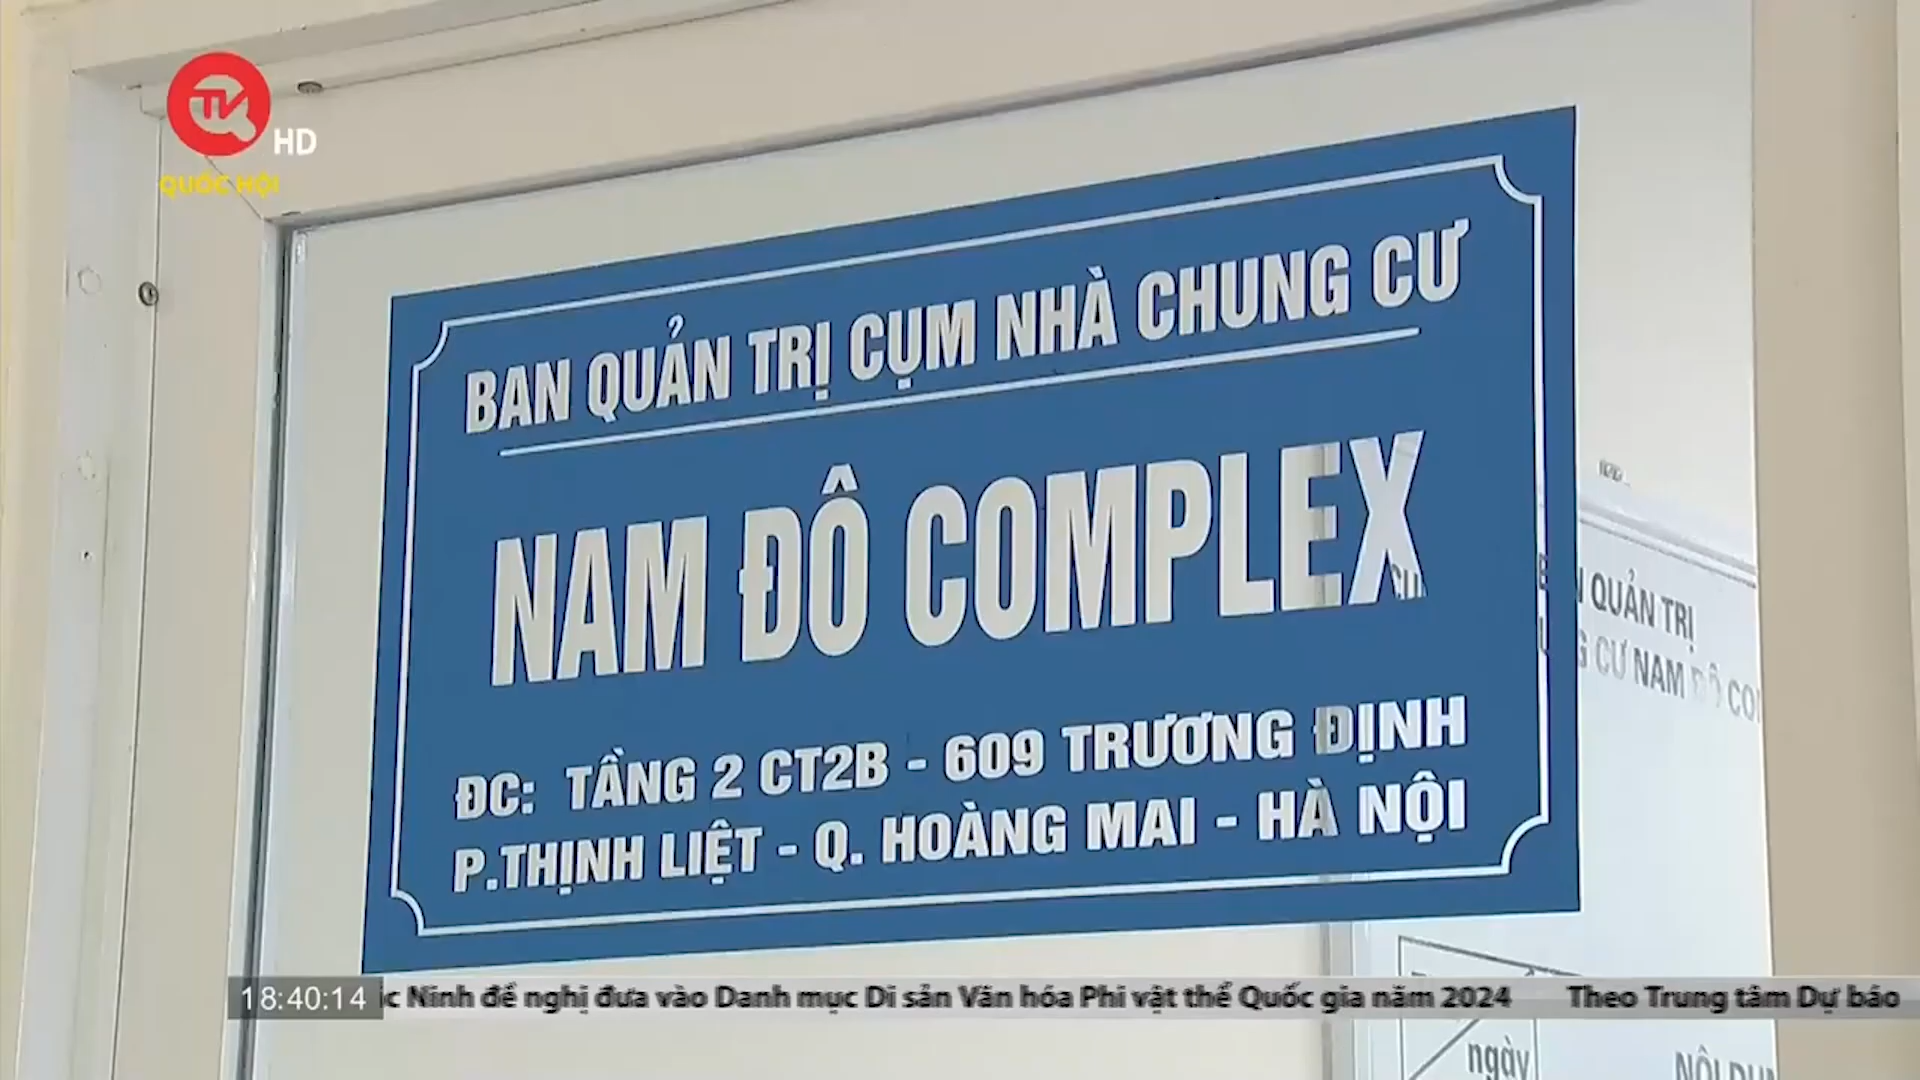 TV
HD
QUỐC HỘI
BAN QUẢN TRỊ CỤM NHÀ CHUNG CƯ
NAM ĐÔ COMPLEX
ĐC: TẦNG 2 CT2B - 609 TRƯƠNG ĐỊNH
P.THỊNH LIỆT - Q. HOÀNG MAI - HÀ NỘI
QUẢN TRỊ
CƯ NAM ĐÔ
18:40:14
Ninh đề nghị đưa vào Danh mục Di sản Văn hóa Phi vật thể Quốc gia năm 2024 Theo Trung tâm Dự báo
ngày
NỘI